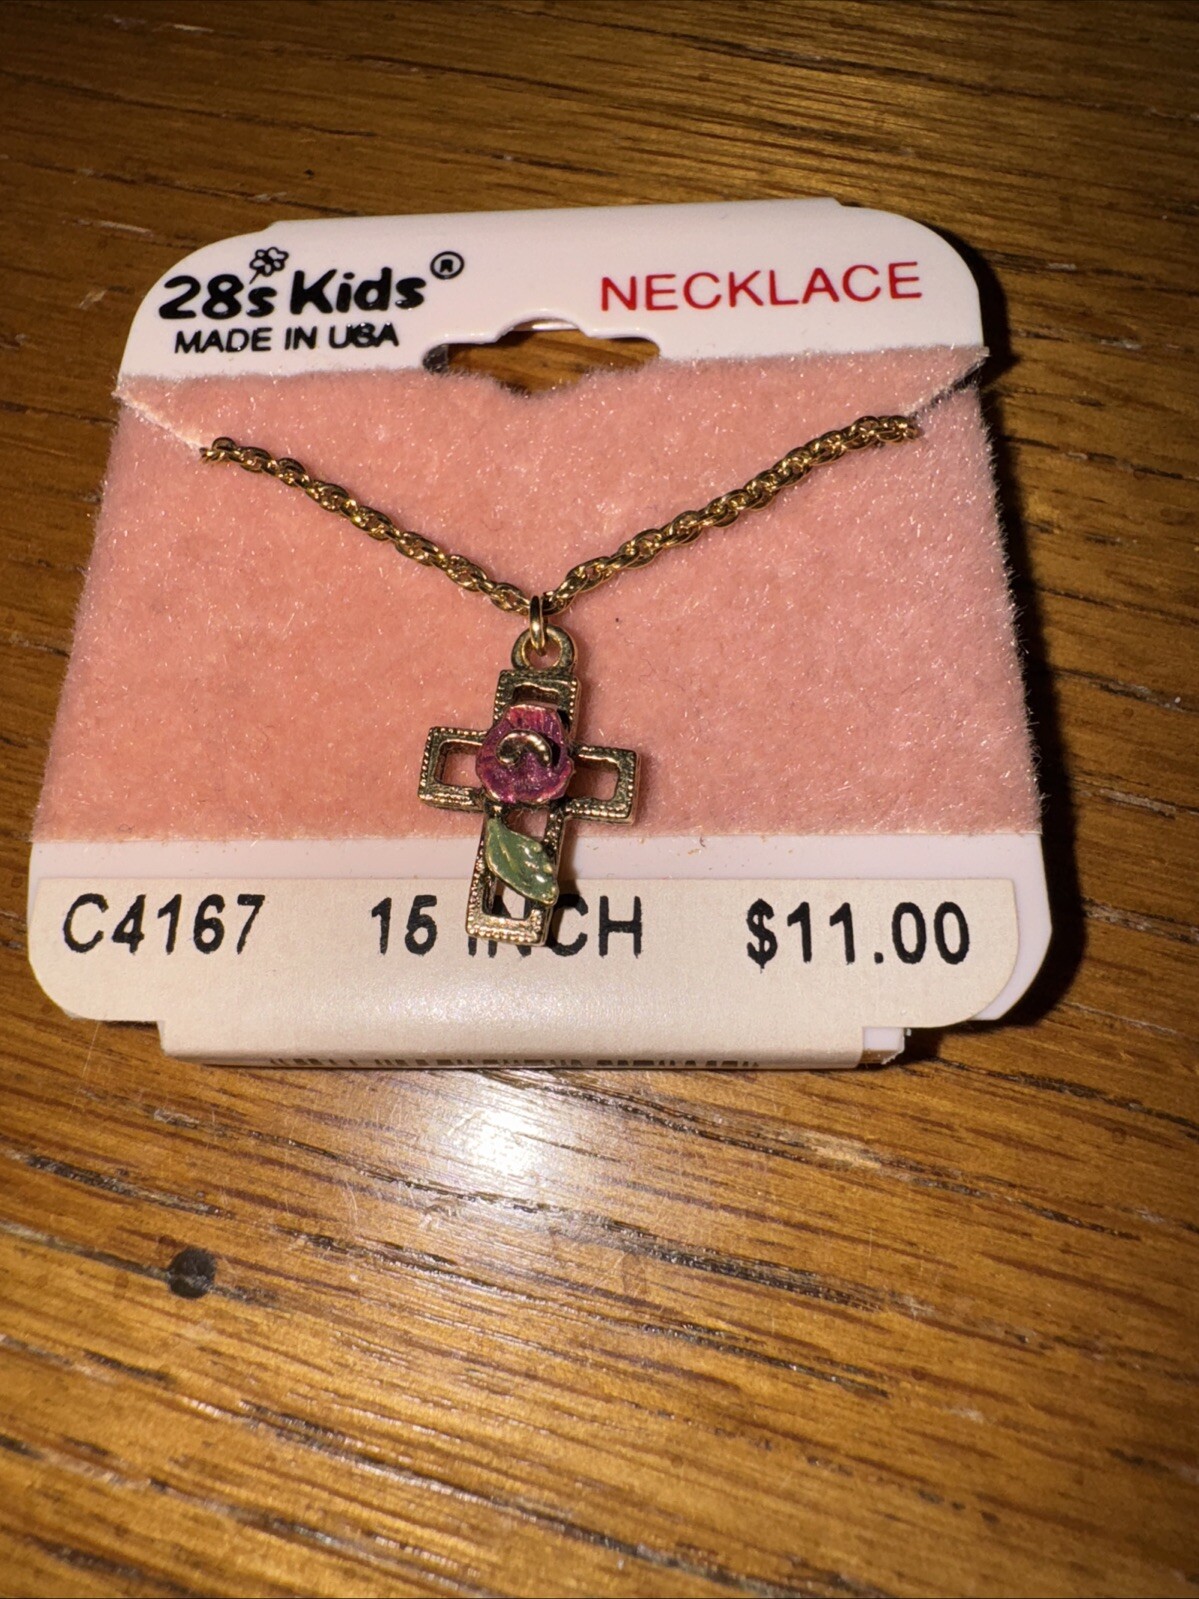 28's Kids®
MADE IN USA
NECKLACE
C4167 15 INCH $11.00